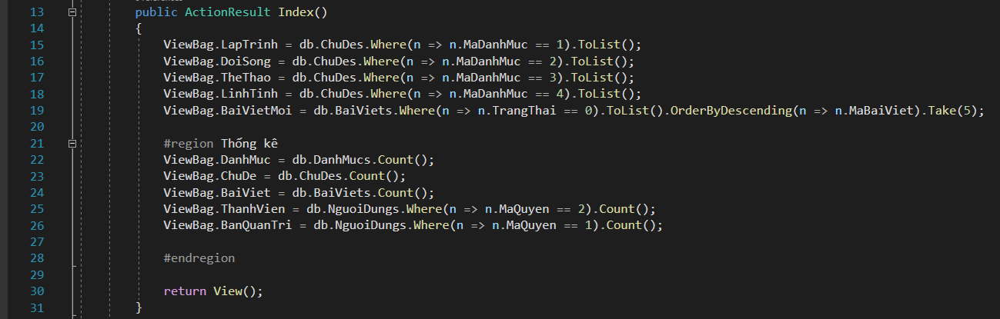 13 public ActionResult Index()
14 {
15 ViewBag.LapTrinh = db.ChuDes.Where(n => n.MaDanhMuc == 1).ToList();
16 ViewBag.DoiSong = db.ChuDes.Where(n => n.MaDanhMuc == 2).ToList();
17 ViewBag.TheThao = db.ChuDes.Where(n => n.MaDanhMuc == 3).ToList();
18 ViewBag.LinhTinh = db.ChuDes.Where(n => n.MaDanhMuc == 4).ToList();
19 ViewBag.BaiVietMoi = db.BaiViets.Where(n => n.TrangThai == 0).ToList().OrderByDescending(n => n.MaBaiViet).Take(5);
20
21 #region Thống kê
22 ViewBag.DanhMuc = db.DanhMucs.Count();
23 ViewBag.ChuDe = db.ChuDes.Count();
24 ViewBag.BaiViet = db.BaiViets.Count();
25 ViewBag.ThanhVien = db.NguoiDungs.Where(n => n.MaQuyen == 2).Count();
26 ViewBag.BanQuanTri = db.NguoiDungs.Where(n => n.MaQuyen == 1).Count();
27
28 #endregion
29
30 return View();
31 }